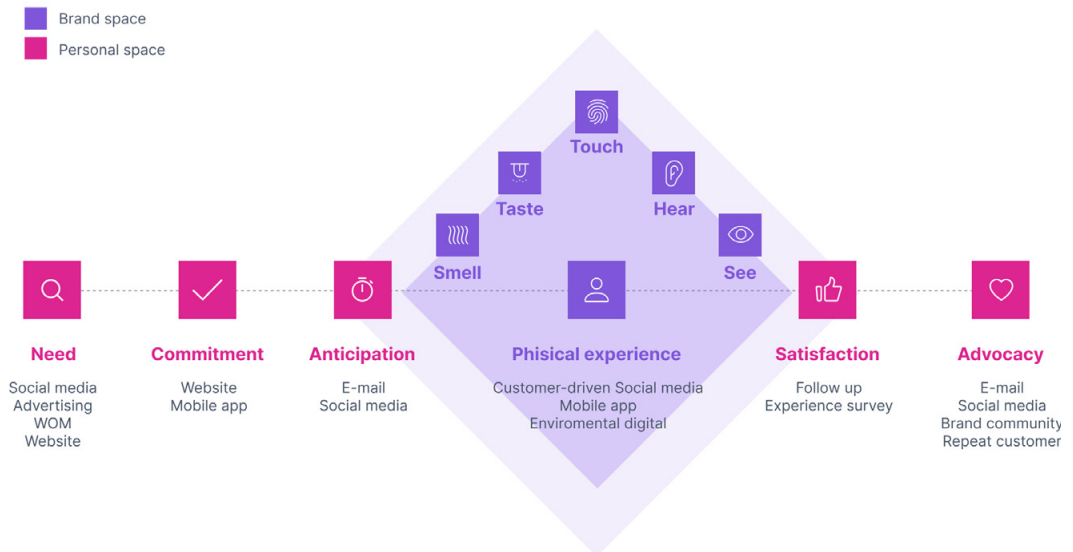 Brand space
Personal space
Touch
Taste
Hear
Smell
See
Need
Social media
Advertising
WOM
Website
Commitment
Website
Mobile app
Anticipation
E-mail
Social media
Phisical experience
Customer-driven Social media
Mobile app
Enviromental digital
Satisfaction
Follow up
Experience survey
Advocacy
E-mail
Social media
Brand community
Repeat customer